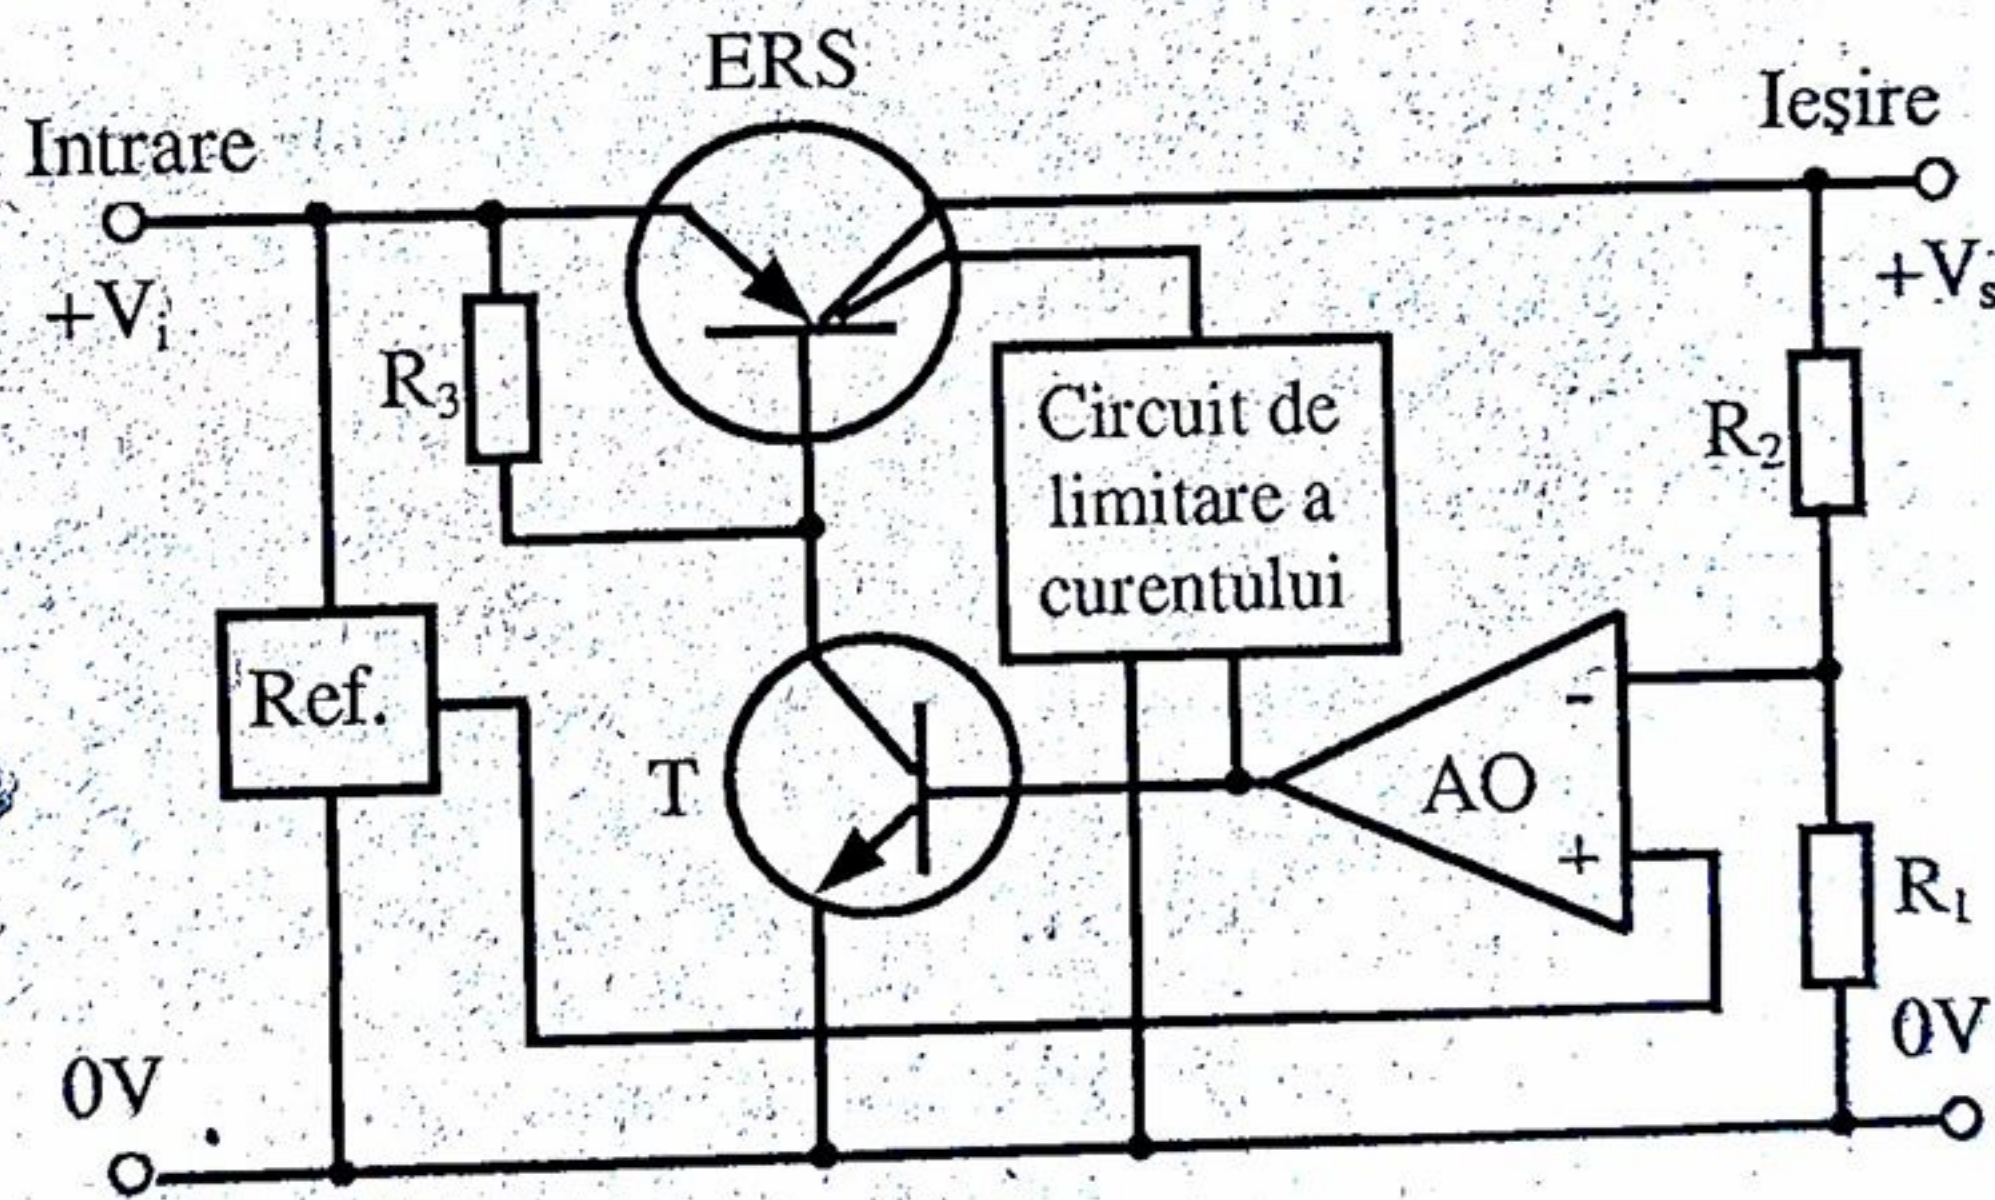 ERS
Intrare
Ieşire
+Vᵢ
+Vₛ
R₃
Circuit de
limitare a
curentului
R₂
Ref.
T
-
AO
+
R₁
0V
0V